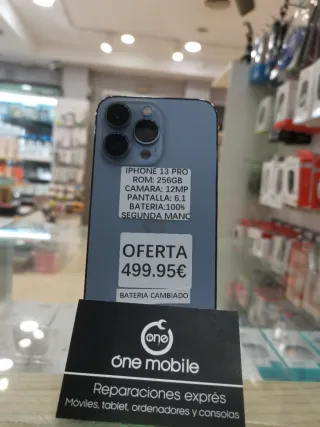 IPHONE 13 PRO
ROM: 256GB
CAMARA: 12MP
PANTALLA: 6.1
BATERIA:100%
SEGUNDA MANO
OFERTA
499.95€
BATERIA CAMBIADO
one
óne mobile
Reparaciones exprés
Móviles, tablet, ordenadores y consolas